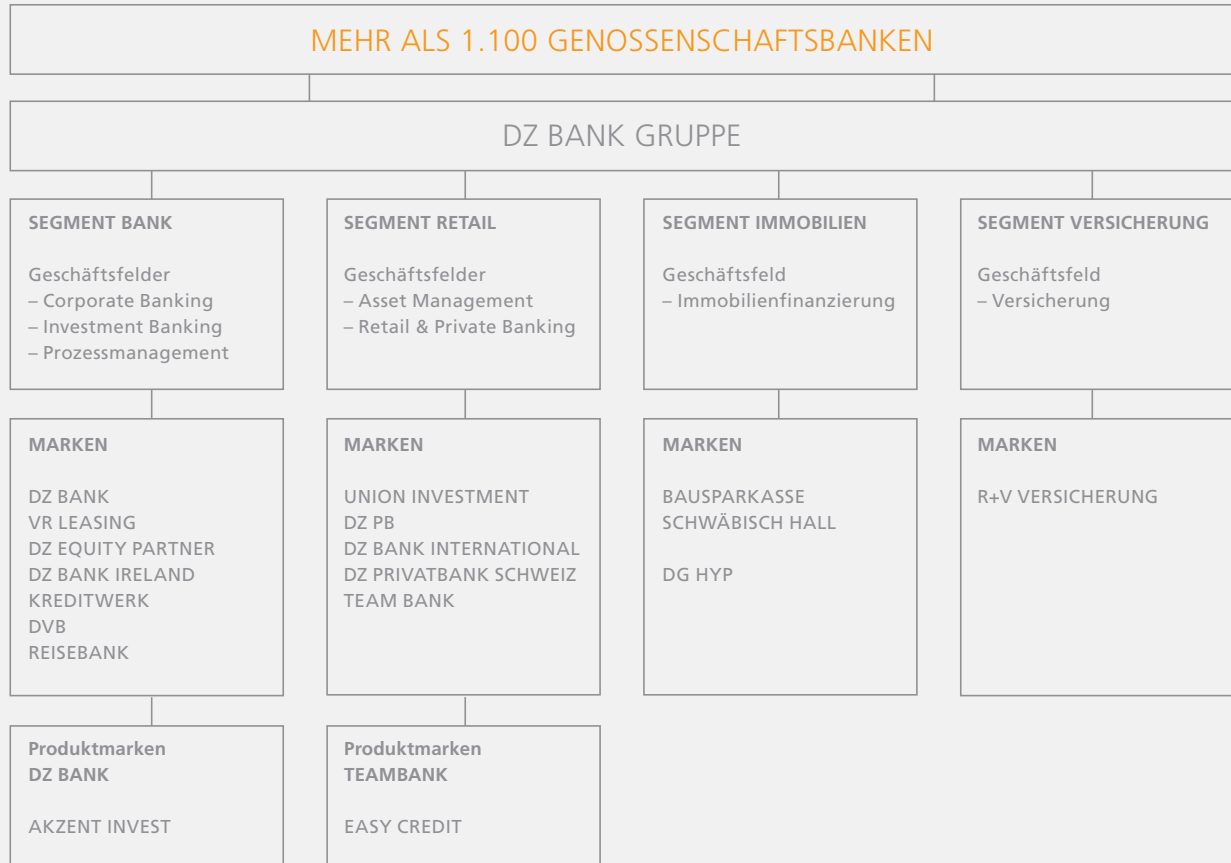 MEHR ALS 1.100 GENOSSENSCHAFTSBANKEN
DZ BANK GRUPPE
SEGMENT BANK
Geschäftsfelder
– Corporate Banking
– Investment Banking
– Prozessmanagement
SEGMENT RETAIL
Geschäftsfelder
– Asset Management
– Retail & Private Banking
SEGMENT IMMOBILIEN
Geschäftsfeld
– Immobilienfinanzierung
SEGMENT VERSICHERUNG
Geschäftsfeld
– Versicherung
MARKEN
DZ BANK
VR LEASING
DZ EQUITY PARTNER
DZ BANK IRELAND
KREDITWERK
DVB
REISEBANK
MARKEN
UNION INVESTMENT
DZ PB
DZ BANK INTERNATIONAL
DZ PRIVATBANK SCHWEIZ
TEAM BANK
MARKEN
BAUSPARKASSE
SCHWÄBISCH HALL
DG HYP
MARKEN
R+V VERSICHERUNG
Produktmarken
DZ BANK
AKZENT INVEST
Produktmarken
TEAMBANK
EASY CREDIT